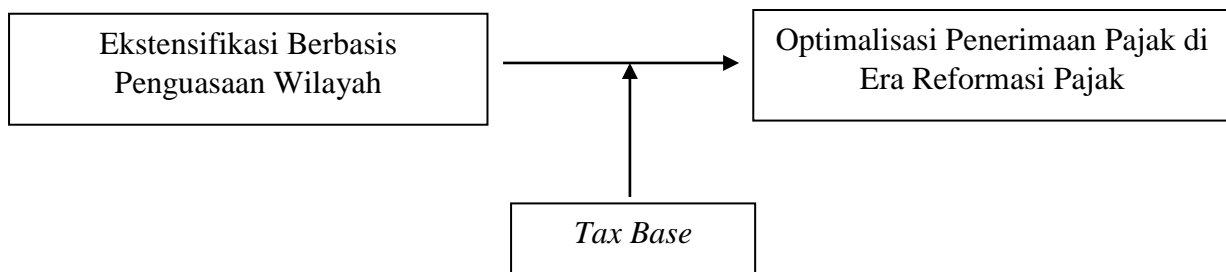 Ekstensifikasi Berbasis
Penguasaan Wilayah
Optimalisasi Penerimaan Pajak di
Era Reformasi Pajak
Tax Base